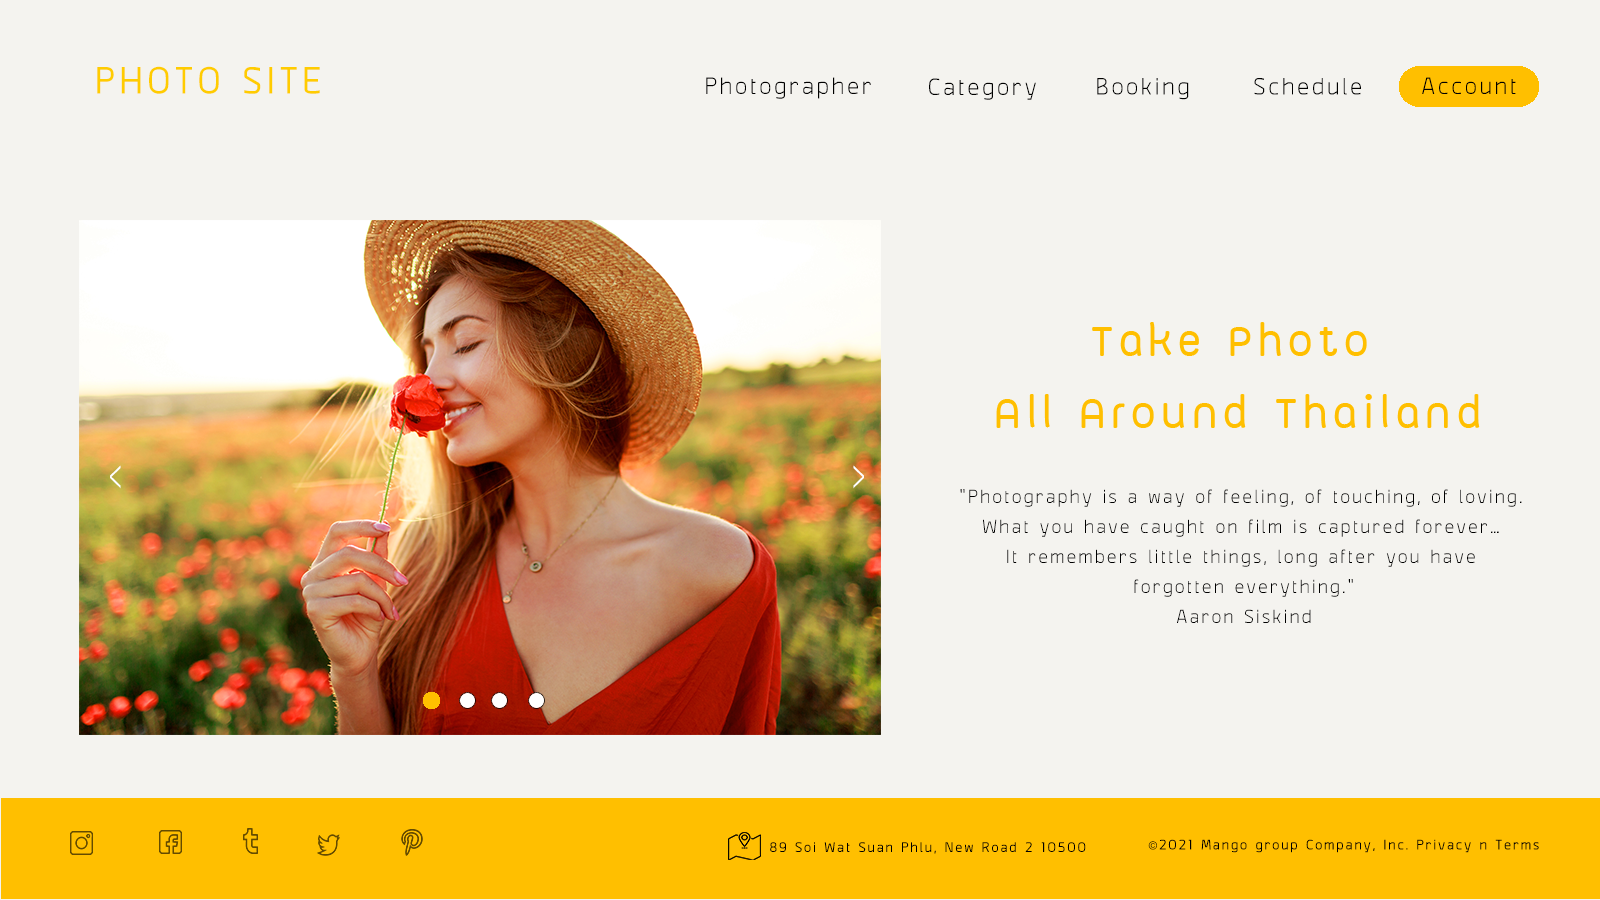 PHOTO SITE
Photographer Category Booking Schedule Account
Take Photo
All Around Thailand
"Photography is a way of feeling, of touching, of loving.
What you have caught on film is captured forever…
It remembers little things, long after you have
forgotten everything."
Aaron Siskind
89 Soi Wat Suan Phlu, New Road 2 10500
©2021 Mango group Company, Inc. Privacy n Terms